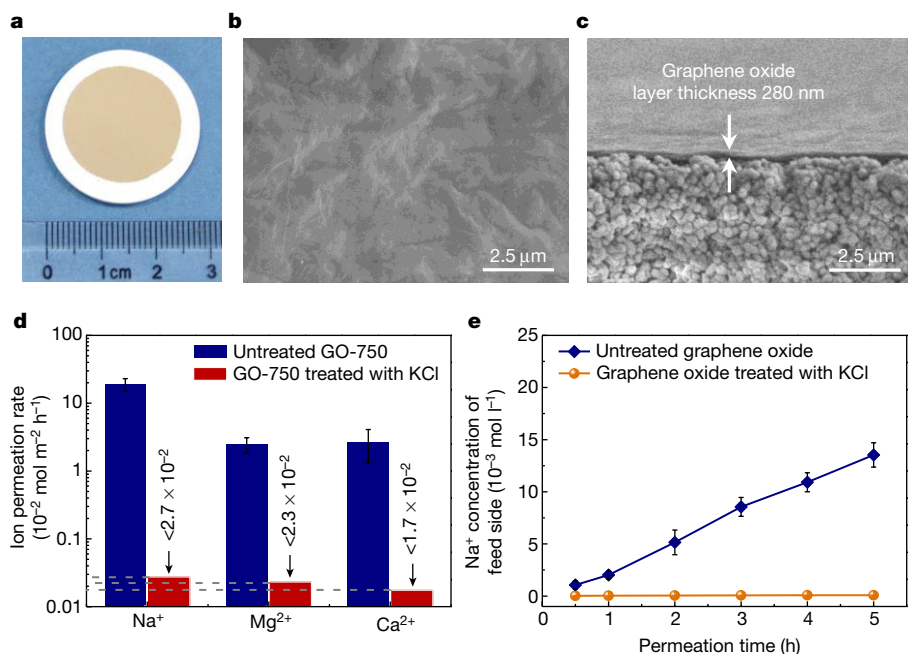 a
b
c
0 1 cm 2 3
2.5 μm
Graphene oxide
layer thickness 280 nm
2.5 μm
d
Ion permeation rate
(10⁻² mol m⁻² h⁻¹)
100
10
1
0.1
0.01
Untreated GO-750
GO-750 treated with KCl
<2.7 × 10⁻²
<2.3 × 10⁻²
<1.7 × 10⁻²
Na⁺
Mg²⁺
Ca²⁺
e
Na⁺ concentration of
feed side (10⁻³ mol l⁻¹)
25
20
15
10
5
0
Untreated graphene oxide
Graphene oxide treated with KCl
0 1 2 3 4 5
Permeation time (h)